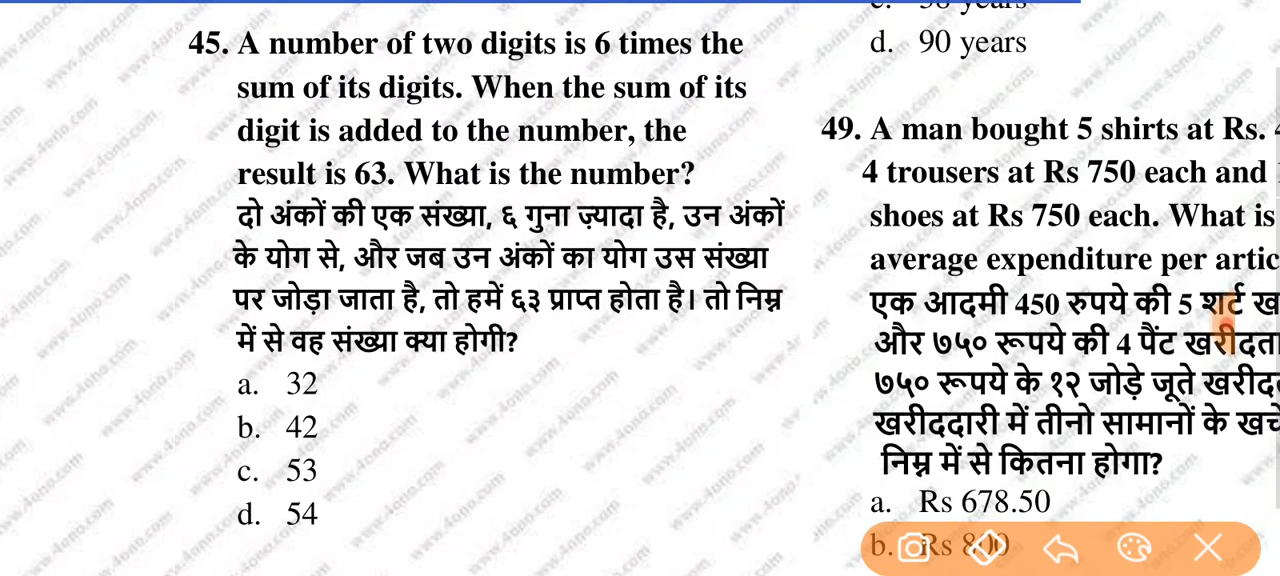 45. A number of two digits is 6 times the
sum of its digits. When the sum of its
digit is added to the number, the
result is 63. What is the number?
दो अंकों की एक संख्या, ६ गुना ज़्यादा है, उन अंकों
के योग से, और जब उन अंकों का योग उस संख्या
पर जोड़ा जाता है, तो हमें ६३ प्राप्त होता है। तो निम्न
में से वह संख्या क्या होगी?
a. 32
b. 42
c. 53
d. 54
d. 90 years
49. A man bought 5 shirts at Rs.
4 trousers at Rs 750 each and
shoes at Rs 750 each. What is
average expenditure per artic
एक आदमी 450 रुपये की 5 शर्ट ख
और ७५० रूपये की 4 पैंट खरीदता
७५० रूपये के १२ जोड़े जूते खरीद
खरीददारी में तीनो सामानों के खर्च
निम्न में से कितना होगा?
a. Rs 678.50
b. Rs 800
www.4ono.com